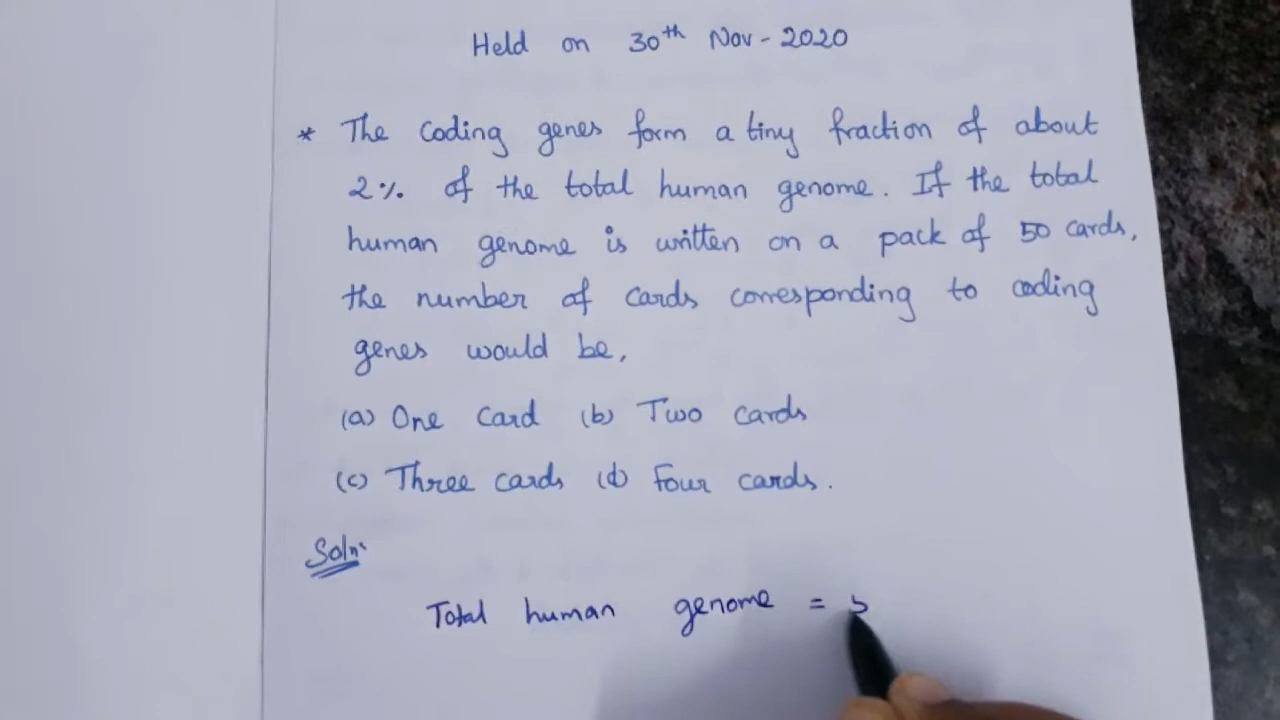 Held on 30th Nov - 2020
* The coding genes form a tiny fraction of about
2% of the total human genome. If the total
human genome is written on a pack of 50 cards,
the number of cards corresponding to coding
genes would be,
(a) One card (b) Two cards
(c) Three cards (d) Four cards.
Soln:
Total human genome = 5